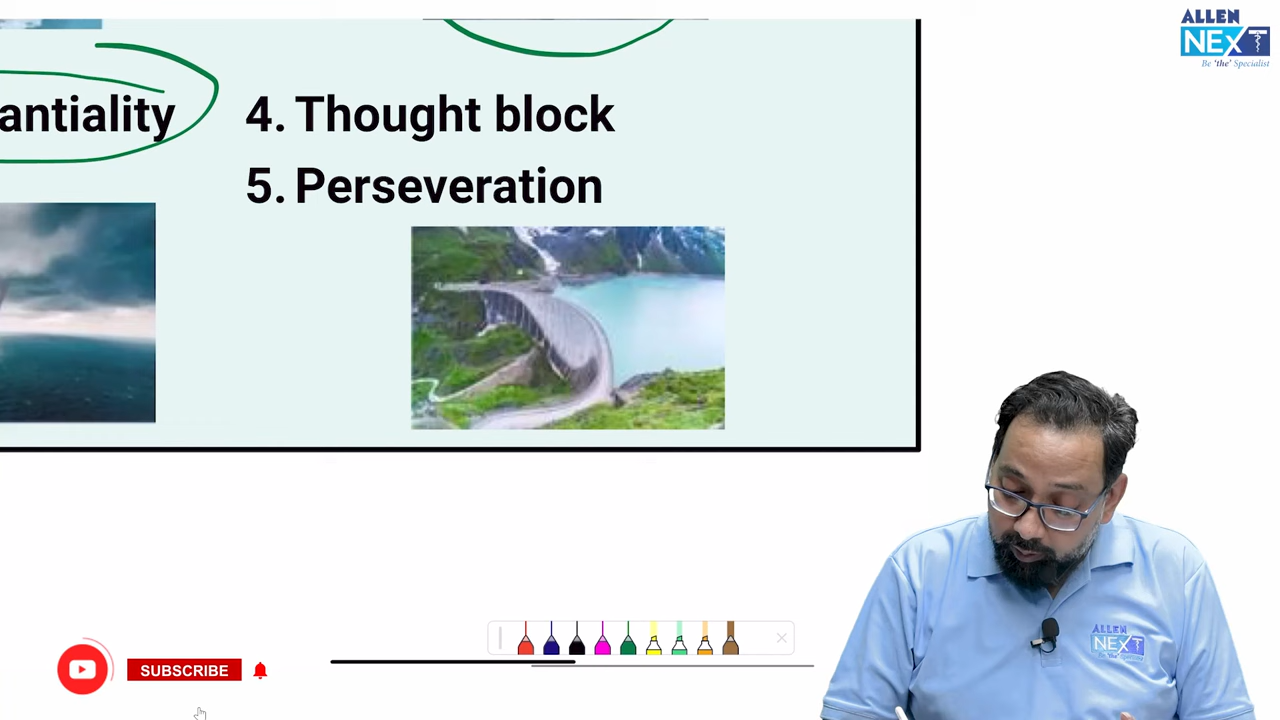 ALLEN
NEXT
Be 'the' Specialist
antiality
4. Thought block
5. Perseveration
ALLEN
NEXT
SUBSCRIBE